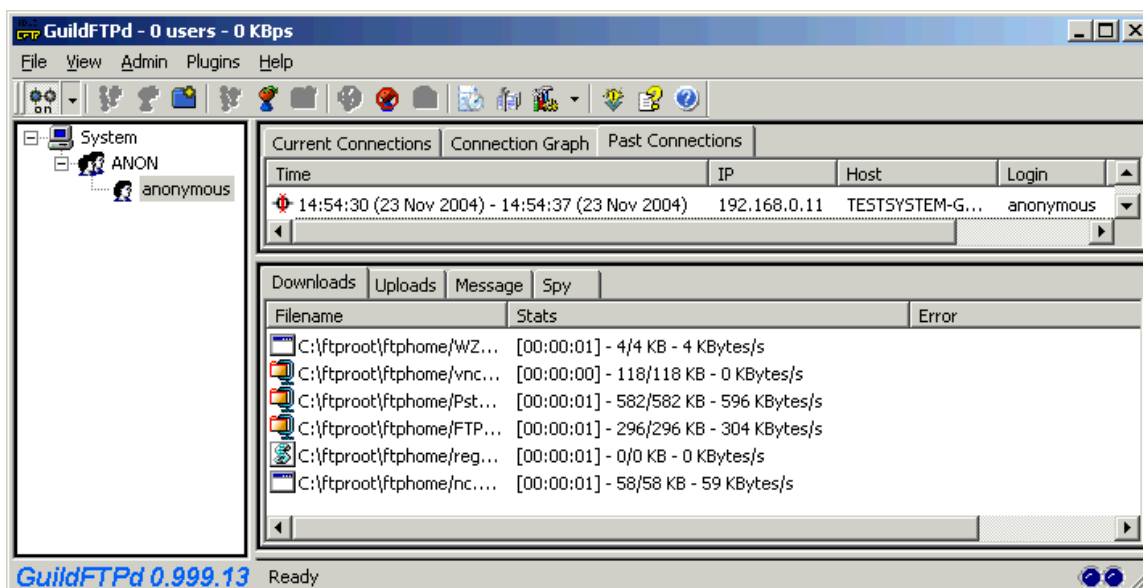 GuildFTPd - 0 users - 0 KBps
File View Admin Plugins Help
on
System
ANON
anonymous
Current Connections Connection Graph Past Connections
Time IP Host Login
14:54:30 (23 Nov 2004) - 14:54:37 (23 Nov 2004) 192.168.0.11 TESTSYSTEM-G... anonymous
Downloads Uploads Message Spy
Filename Stats Error
C:\ftproot\ftphome/WZ... [00:00:01] - 4/4 KB - 4 KBytes/s
C:\ftproot\ftphome/vnc... [00:00:00] - 118/118 KB - 0 KBytes/s
C:\ftproot\ftphome/Pst... [00:00:01] - 582/582 KB - 596 KBytes/s
C:\ftproot\ftphome/FTP... [00:00:01] - 296/296 KB - 304 KBytes/s
C:\ftproot\ftphome/reg... [00:00:01] - 0/0 KB - 0 KBytes/s
C:\ftproot\ftphome/nc.... [00:00:01] - 58/58 KB - 59 KBytes/s
GuildFTPd 0.999.13 Ready